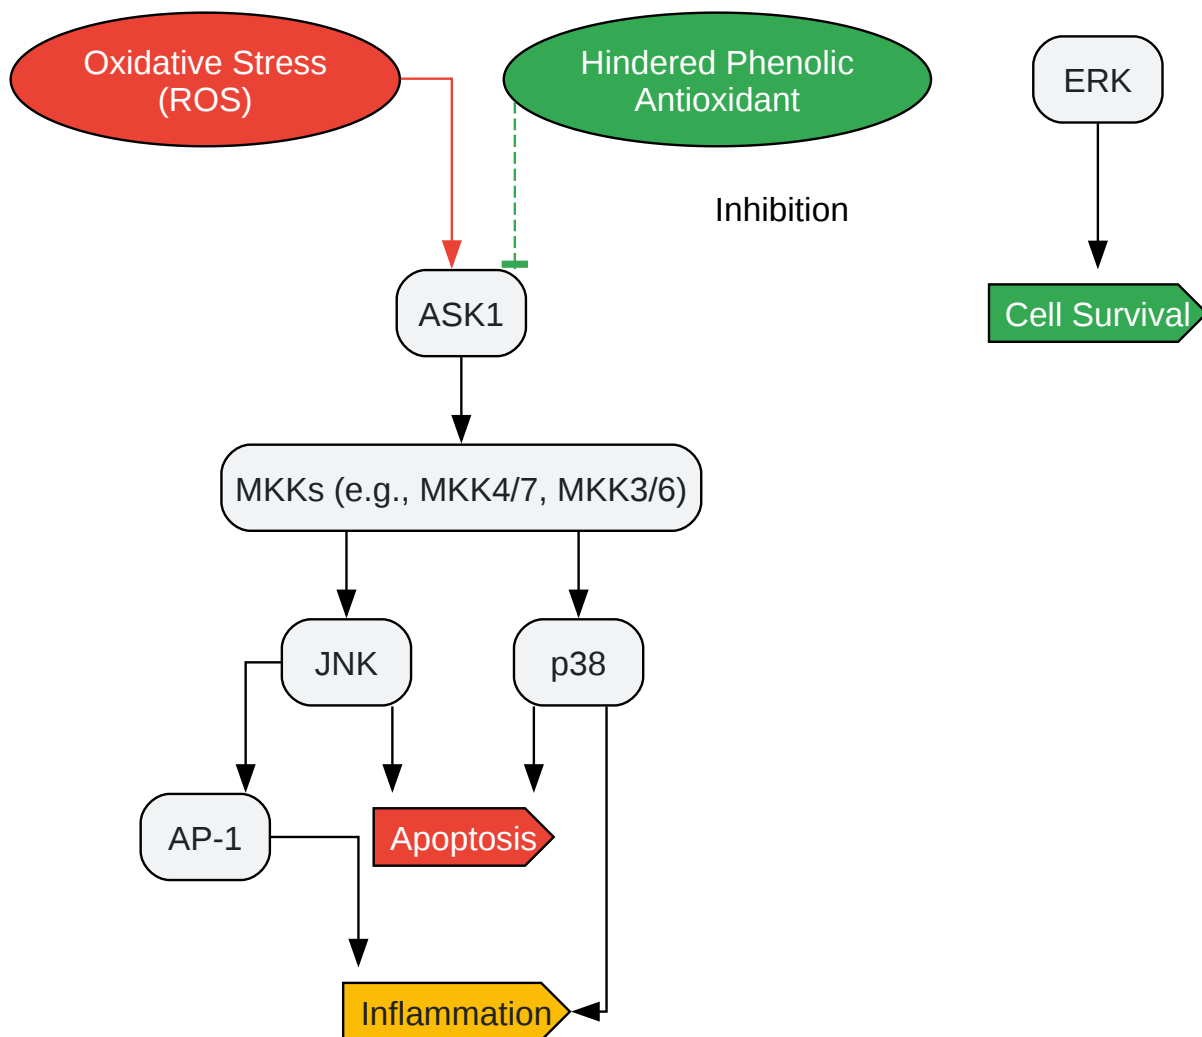 Oxidative Stress
(ROS)
Hindered Phenolic
Antioxidant
ERK
Inhibition
ASK1
Cell Survival
MKKs (e.g., MKK4/7, MKK3/6)
JNK
p38
AP-1
Apoptosis
Inflammation